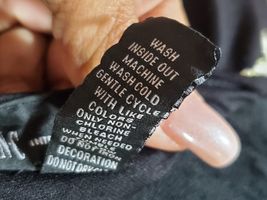 WASH
INSIDE OUT
MACHINE
WASH COLD
GENTLE CYCLE
WITH LIKE
COLORS
ONLY NON-
CHLORINE
BLEACH
WHEN NEEDED
DO NOT IRON
DECORATION
DO NOT DRY